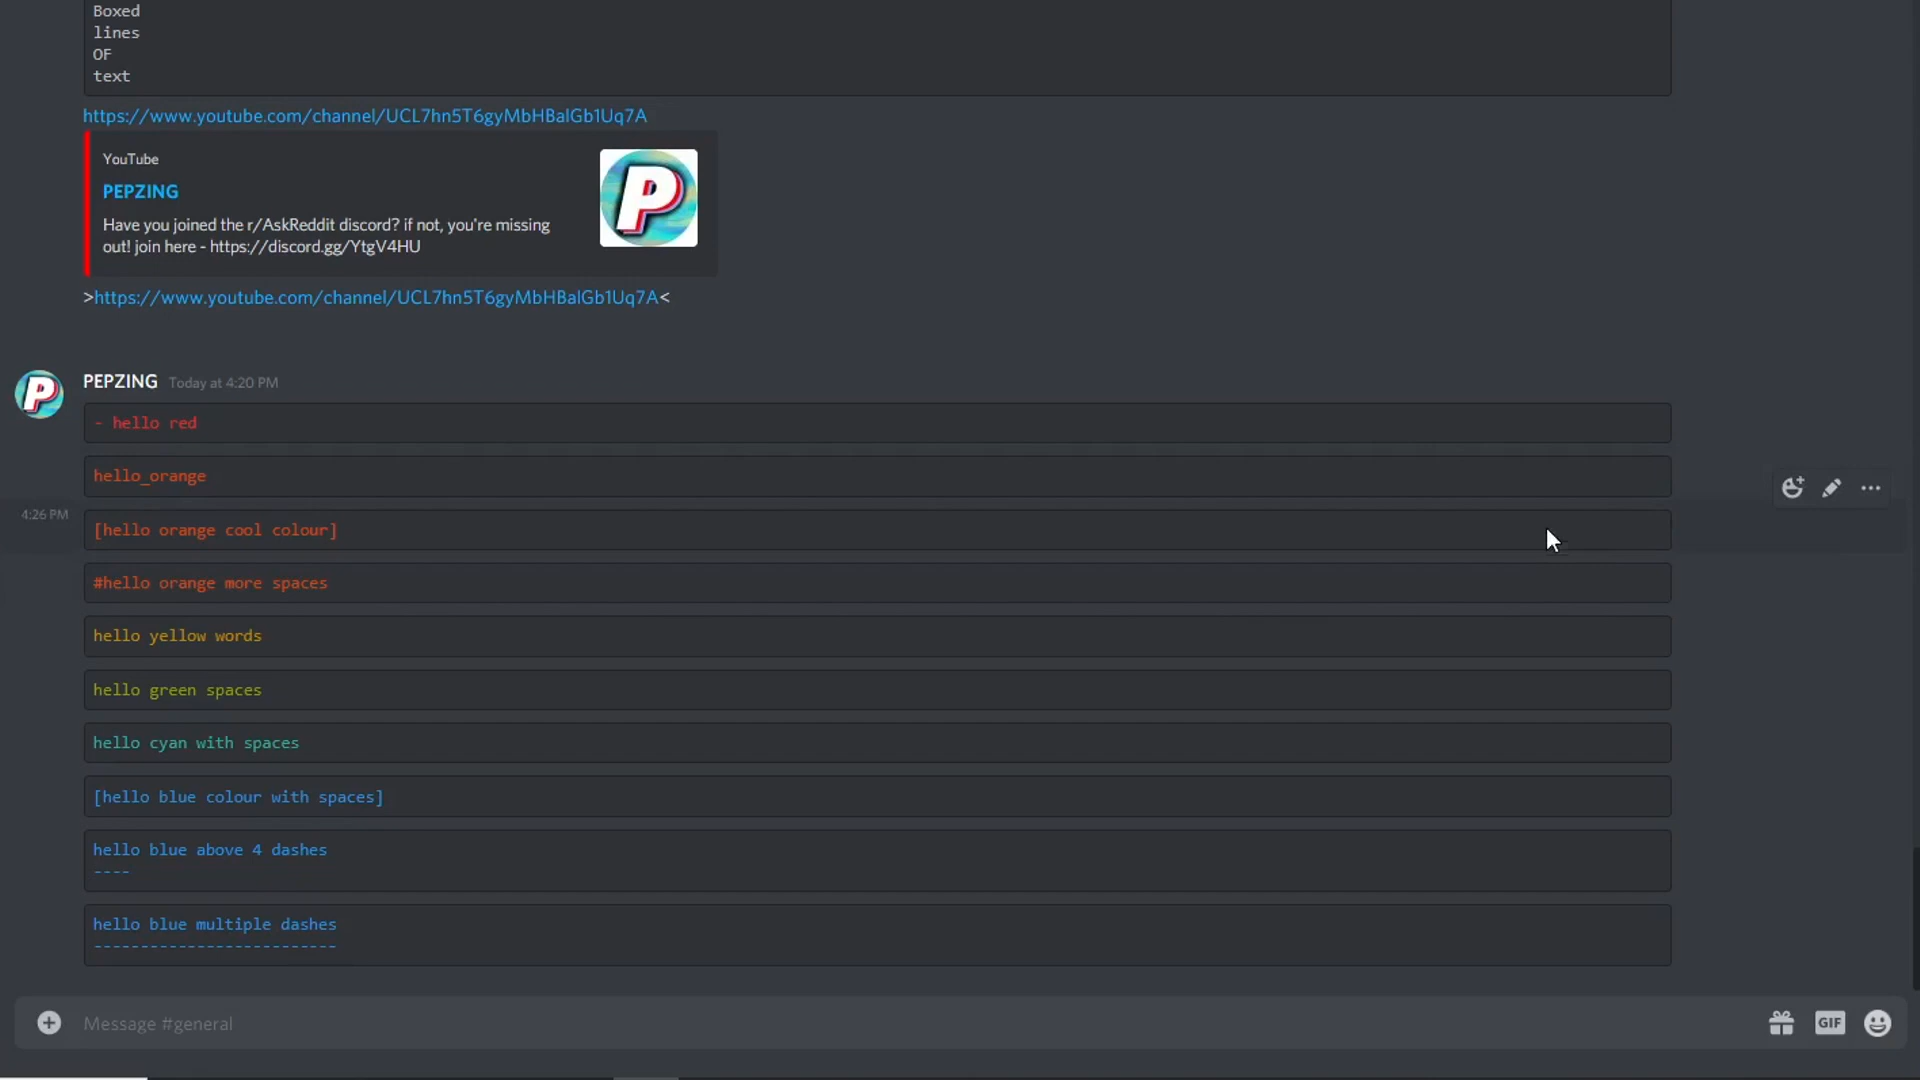 Boxed
lines
OF
text
https://www.youtube.com/channel/UCL7hn5T6gyMbHBalGb1Uq7A
YouTube
PEPZING
Have you joined the r/AskReddit discord? if not, you're missing
out! join here - https://discord.gg/YtgV4HU
P
>https://www.youtube.com/channel/UCL7hn5T6gyMbHBalGb1Uq7A<
P
PEPZING Today at 4:20 PM
- hello red
hello_orange
4:26 PM
[hello orange cool colour]
#hello orange more spaces
hello yellow words
hello green spaces
hello cyan with spaces
[hello blue colour with spaces]
hello blue above 4 dashes
----
hello blue multiple dashes
--------------------------
Message #general
GIF